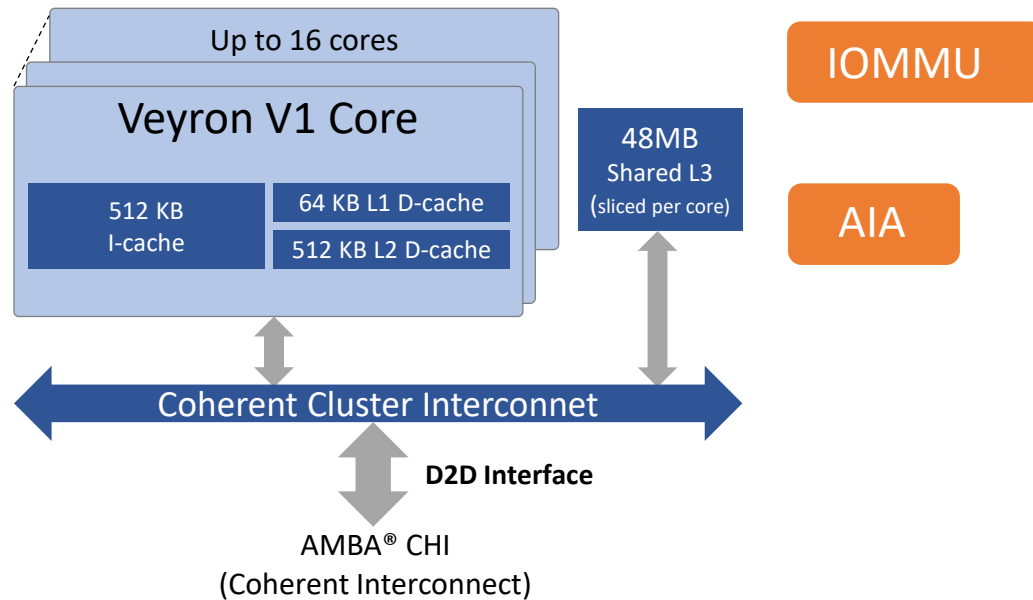 Up to 16 cores
Veyron V1 Core
512 KB
I-cache
64 KB L1 D-cache
512 KB L2 D-cache
48MB
Shared L3
(sliced per core)
IOMMU
AIA
Coherent Cluster Interconnet
D2D Interface
AMBA® CHI
(Coherent Interconnect)